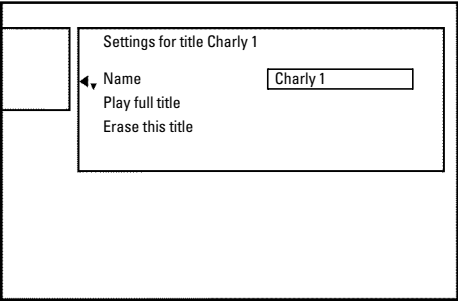 Settings for title Charly 1
Name Charly 1
Play full title
Erase this title